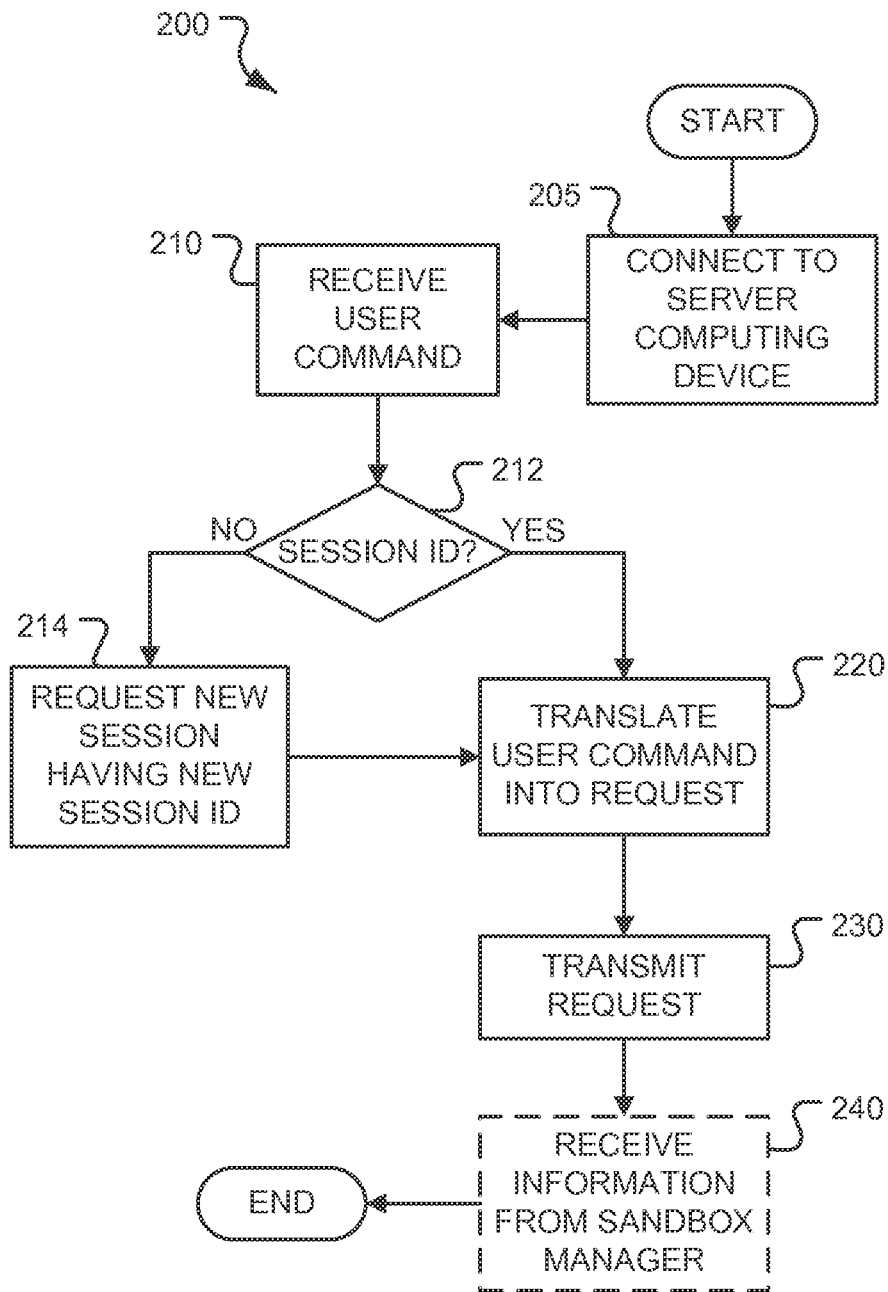 200
START
205
CONNECT TO
SERVER
COMPUTING
DEVICE
210
RECEIVE
USER
COMMAND
212
SESSION ID?
NO
YES
214
REQUEST NEW
SESSION
HAVING NEW
SESSION ID
220
TRANSLATE
USER COMMAND
INTO REQUEST
230
TRANSMIT
REQUEST
240
RECEIVE
INFORMATION
FROM SANDBOX
MANAGER
END